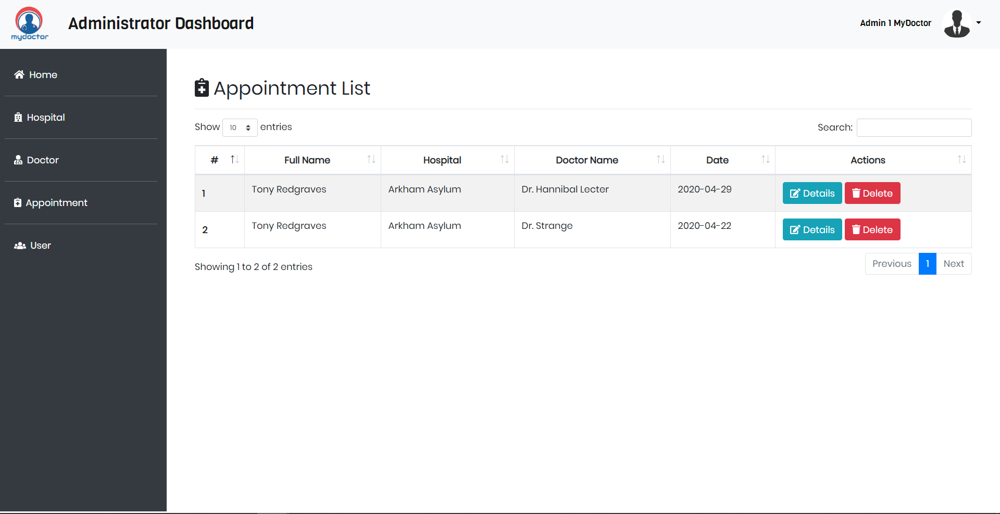 mydoctor
Administrator Dashboard
Admin 1 MyDoctor
Home
Hospital
Doctor
Appointment
User
Appointment List
Show 10 entries
Search:
# Full Name Hospital Doctor Name Date Actions
1 Tony Redgraves Arkham Asylum Dr. Hannibal Lecter 2020-04-29 Details Delete
2 Tony Redgraves Arkham Asylum Dr. Strange 2020-04-22 Details Delete
Showing 1 to 2 of 2 entries
Previous 1 Next